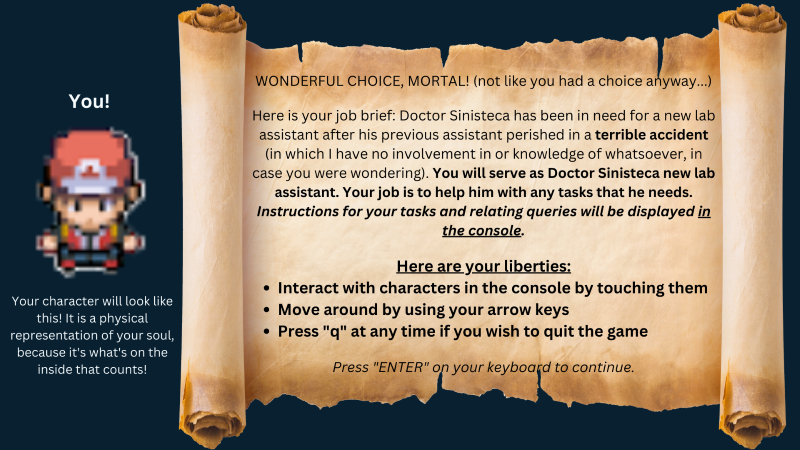 You!
Your character will look like
this! It is a physical
representation of your soul,
because it's what's on the
inside that counts!
WONDERFUL CHOICE, MORTAL! (not like you had a choice anyway...)
Here is your job brief: Doctor Sinisteca has been in need for a new lab
assistant after his previous assistant perished in a terrible accident
(in which I have no involvement in or knowledge of whatsoever, in
case you were wondering). You will serve as Doctor Sinisteca new lab
assistant. Your job is to help him with any tasks that he needs.
Instructions for your tasks and relating queries will be displayed in
the console.
Here are your liberties:
• Interact with characters in the console by touching them
• Move around by using your arrow keys
• Press "q" at any time if you wish to quit the game
Press "ENTER" on your keyboard to continue.